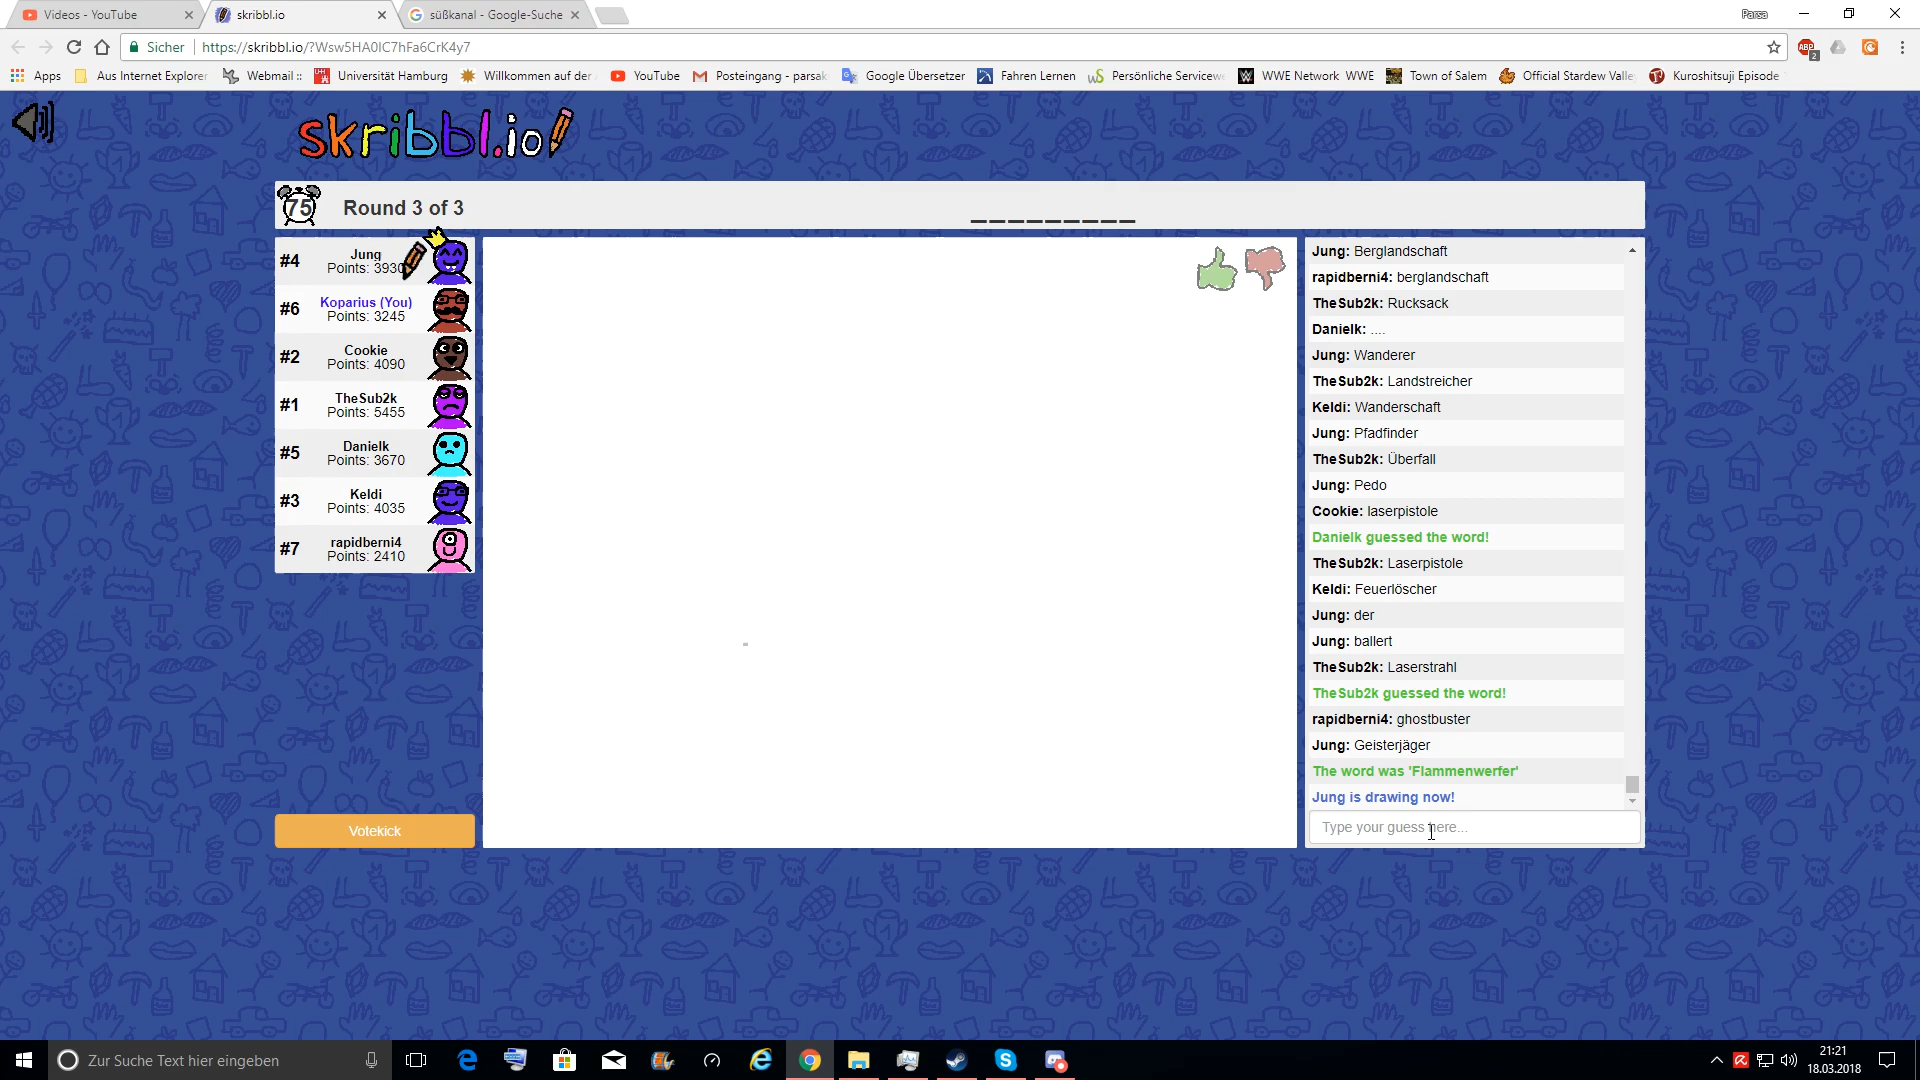 Videos - YouTube
skribbl.io
süßkanal - Google-Suche
Parsa
Sicher
https://skribbl.io/?Wsw5HA0IC7hFa6CrK4y7
ABP
2
Apps
Aus Internet Explorer
Webmail ::
Universität Hamburg
Willkommen auf der
YouTube
Posteingang - parsak
Google Übersetzer
Fahren Lernen
Persönliche Servicew
WWE Network WWE
Town of Salem
Official Stardew Valle
Kuroshitsuji Episode
skribbl.io
75
Round 3 of 3
_________
#4
Jung
Points: 3930
#6
Koparius (You)
Points: 3245
#2
Cookie
Points: 4090
#1
TheSub2k
Points: 5455
#5
Danielk
Points: 3670
#3
Keldi
Points: 4035
#7
rapidberni4
Points: 2410
Votekick
Jung: Berglandschaft
rapidberni4: berglandschaft
TheSub2k: Rucksack
Danielk: ....
Jung: Wanderer
TheSub2k: Landstreicher
Keldi: Wanderschaft
Jung: Pfadfinder
TheSub2k: Überfall
Jung: Pedo
Cookie: laserpistole
Danielk guessed the word!
TheSub2k: Laserpistole
Keldi: Feuerlöscher
Jung: der
Jung: ballert
TheSub2k: Laserstrahl
TheSub2k guessed the word!
rapidberni4: ghostbuster
Jung: Geisterjäger
The word was 'Flammenwerfer'
Jung is drawing now!
Type your guess here...
Zur Suche Text hier eingeben
21:21
18.03.2018